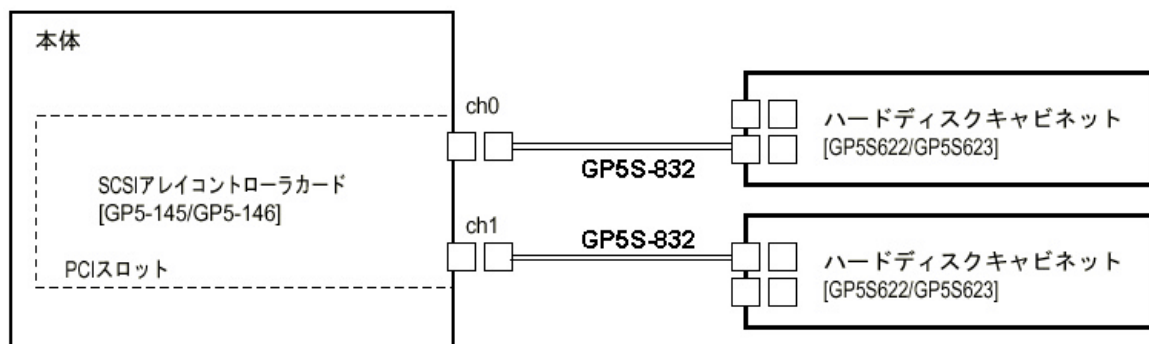 本体
ch0
ハードディスクキャビネット
[GP5S622/GP5S623]
GP5S-832
SCSIアレイコントローラカード
[GP5-145/GP5-146]
ch1
GP5S-832
ハードディスクキャビネット
[GP5S622/GP5S623]
PCIスロット